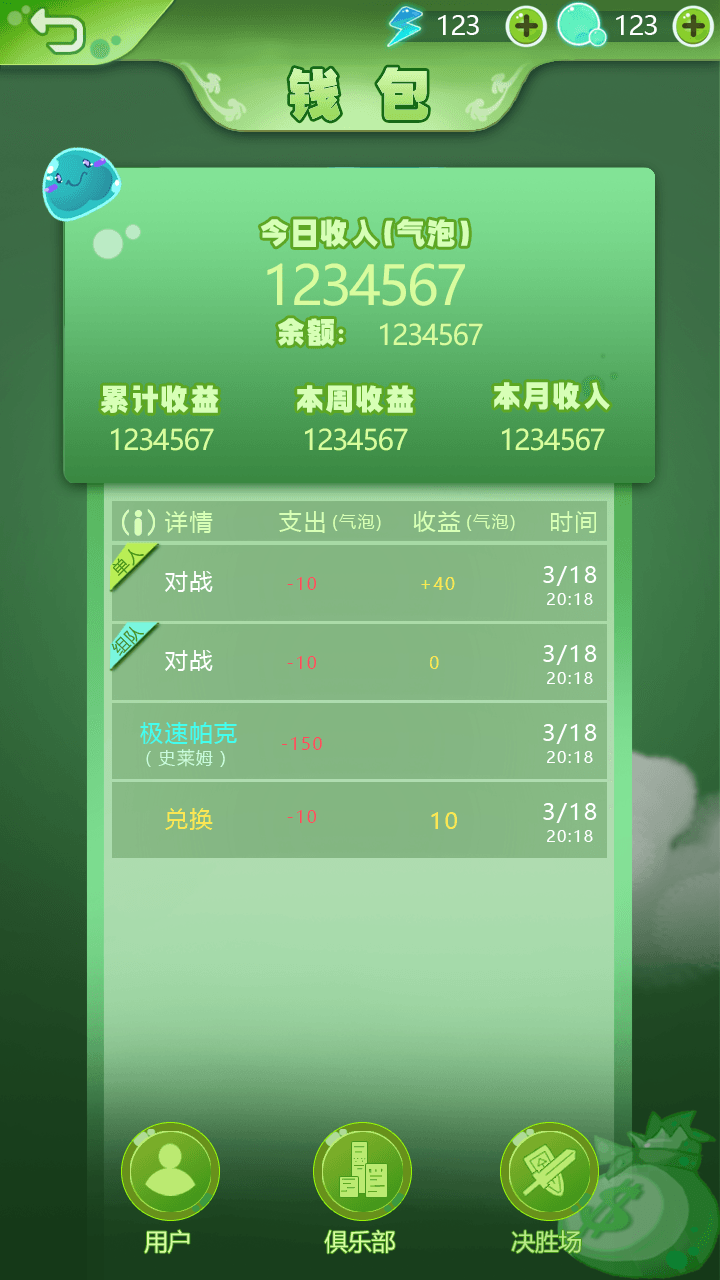 123 123
钱 包
今日收入(气泡)
1234567
余额: 1234567
累计收益 本周收益 本月收入
1234567 1234567 1234567
(i) 详情 支出(气泡) 收益(气泡) 时间
单人 对战 -10 +40 3/18
20:18
组队 对战 -10 0 3/18
20:18
极速帕克 -150 3/18
(史莱姆) 20:18
兑换 -10 10 3/18
20:18
$
用户 俱乐部 决胜场